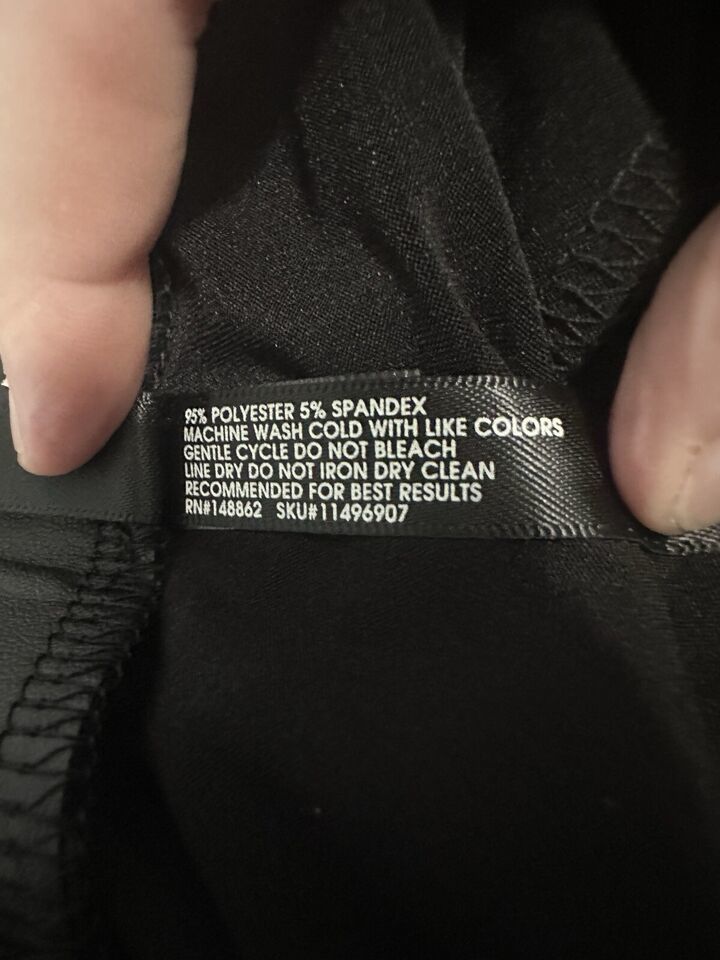 95% POLYESTER 5% SPANDEX
MACHINE WASH COLD WITH LIKE COLORS
GENTLE CYCLE DO NOT BLEACH
LINE DRY DO NOT IRON DRY CLEAN
RECOMMENDED FOR BEST RESULTS
RN#148862 SKU#11496907